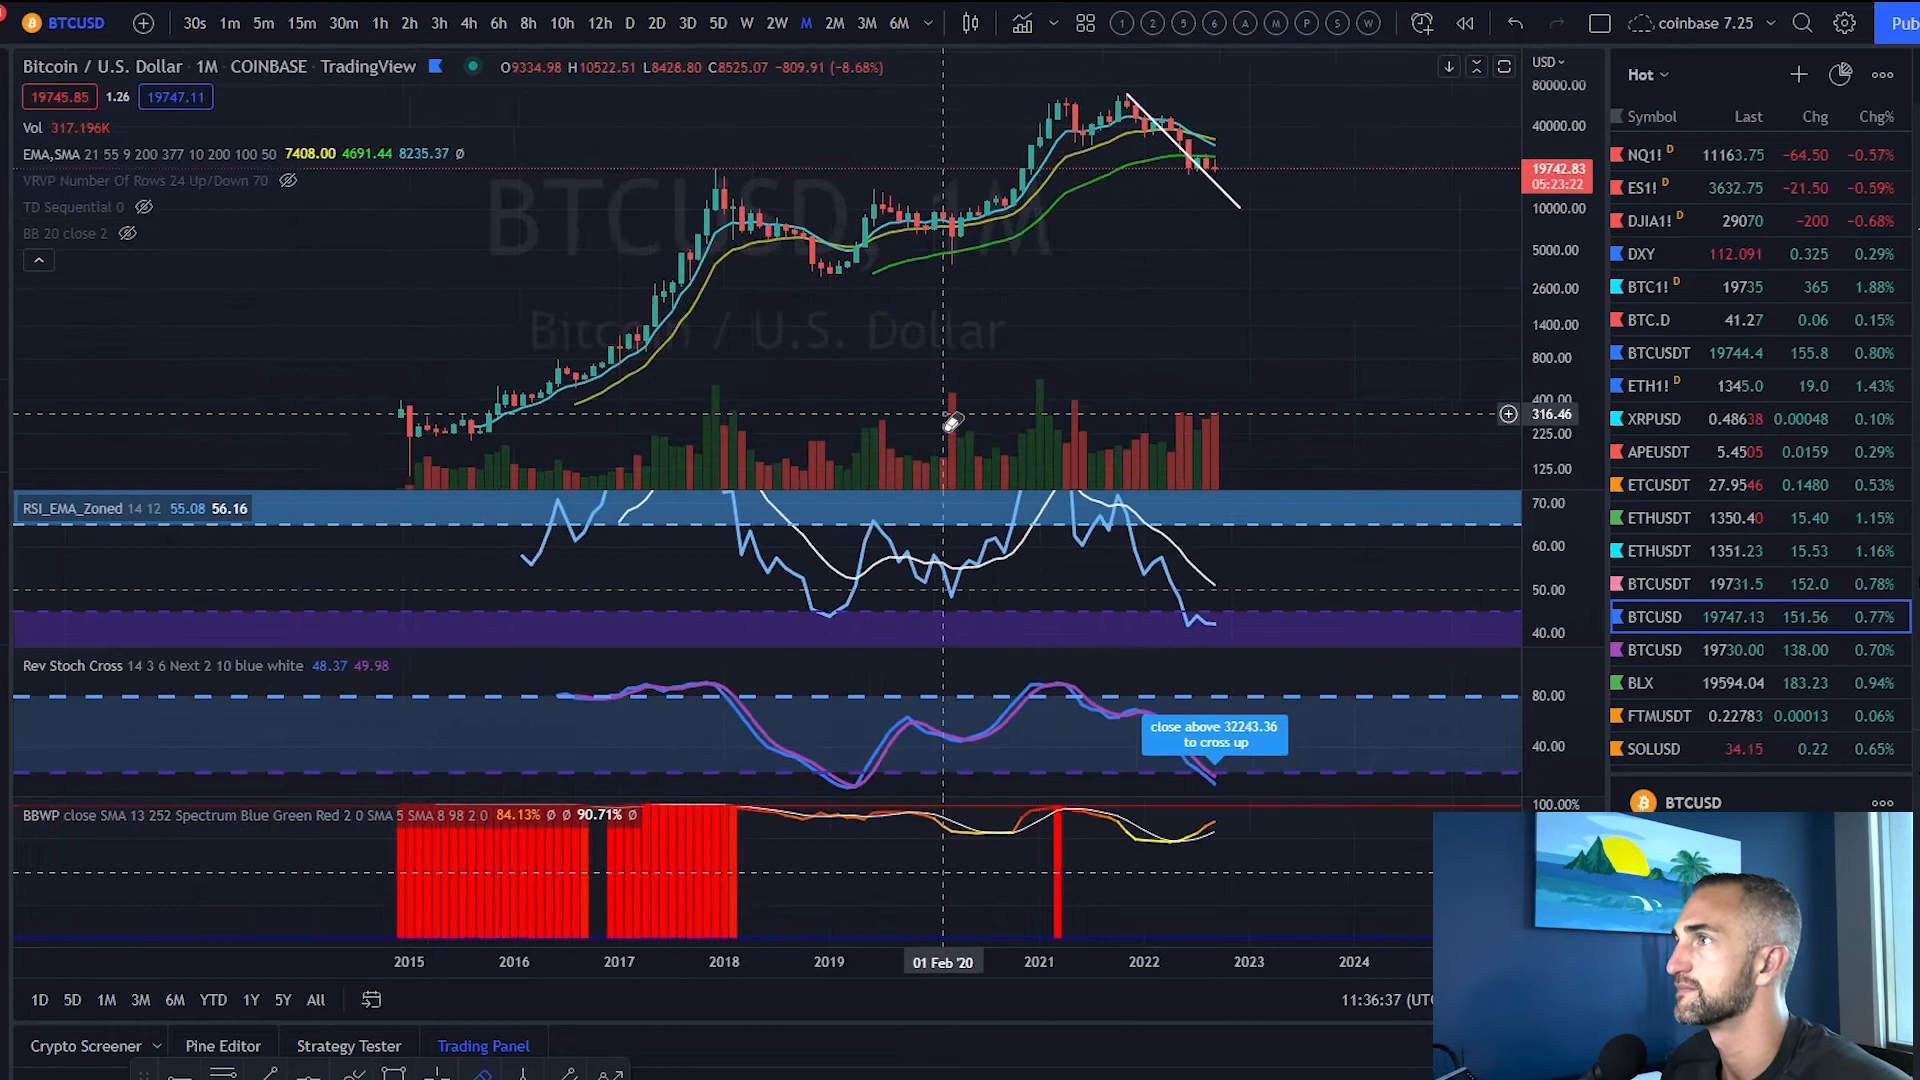 BTCUSD 30s 1m 5m 15m 30m 1h 2h 3h 4h 6h 8h 10h 12h D 2D 3D 5D W 2W M 2M 3M 6M 1 2 5 6 A M P S W coinbase 7.25 Pub
Bitcoin / U.S. Dollar · 1M · COINBASE · TradingView O9334.98 H10522.51 L8428.80 C8525.07 −809.91 (−8.68%)
19745.85 1.26 19747.11
Vol 317.196K
EMA,SMA 21 55 9 200 377 10 200 100 50 7408.00 4691.44 8235.37 Ø
VRVP Number Of Rows 24 Up/Down 70
TD Sequential 0
BB 20 close 2
BTCUSD, 1M
Bitcoin / U.S. Dollar
USD
80000.00
40000.00
19742.83
05:23:22
10000.00
5000.00
2600.00
1400.00
800.00
400.00
316.46
225.00
125.00
RSI_EMA_Zoned 14 12 55.08 56.16
70.00
60.00
50.00
40.00
Rev Stoch Cross 14 3 6 Next 2 10 blue white 48.37 49.98
80.00
close above 32243.36
to cross up
40.00
BBWP close SMA 13 252 Spectrum Blue Green Red 2 0 SMA 5 SMA 8 98 2 0 84.13% Ø Ø 90.71% Ø
100.00%
2015 2016 2017 2018 2019 01 Feb '20 2021 2022 2023 2024
1D 5D 1M 3M 6M YTD 1Y 5Y All 11:36:37 (UTC
Crypto Screener Pine Editor Strategy Tester Trading Panel
Hot
Symbol Last Chg Chg%
NQ1! D 11163.75 −64.50 −0.57%
ES1! D 3632.75 −21.50 −0.59%
DJIA1! D 29070 −200 −0.68%
DXY 112.091 0.325 0.29%
BTC1! D 19735 365 1.88%
BTC.D 41.27 0.06 0.15%
BTCUSDT 19744.4 155.8 0.80%
ETH1! D 1345.0 19.0 1.43%
XRPUSD 0.48638 0.00048 0.10%
APEUSDT 5.4505 0.0159 0.29%
ETCUSDT 27.9546 0.1480 0.53%
ETHUSDT 1350.40 15.40 1.15%
ETHUSDT 1351.23 15.53 1.16%
BTCUSDT 19731.5 152.0 0.78%
BTCUSD 19747.13 151.56 0.77%
BTCUSD 19730.00 138.00 0.70%
BLX 19594.04 183.23 0.94%
FTMUSDT 0.22783 0.00013 0.06%
SOLUSD 34.15 0.22 0.65%
BTCUSD